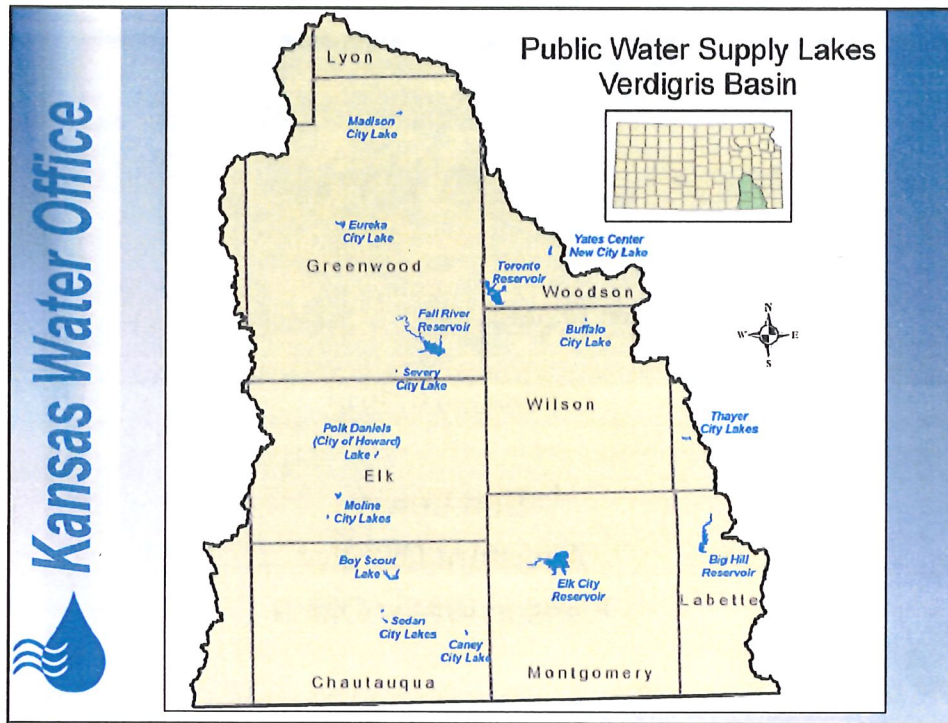 Kansas Water Office
Public Water Supply Lakes
Verdigris Basin
Lyon
Madison
City Lake
Eureka
City Lake
Greenwood
Yates Center
New City Lake
Toronto
Reservoir
Woodson
Fall River
Reservoir
Buffalo
City Lake
N
W
E
S
Severy
City Lake
Wilson
Thayer
City Lakes
Polk Daniels
(City of Howard)
Lake
Elk
Moline
City Lakes
Boy Scout
Lake
Elk City
Reservoir
Big Hill
Reservoir
Labette
Sedan
City Lakes
Caney
City Lake
Chautauqua
Montgomery